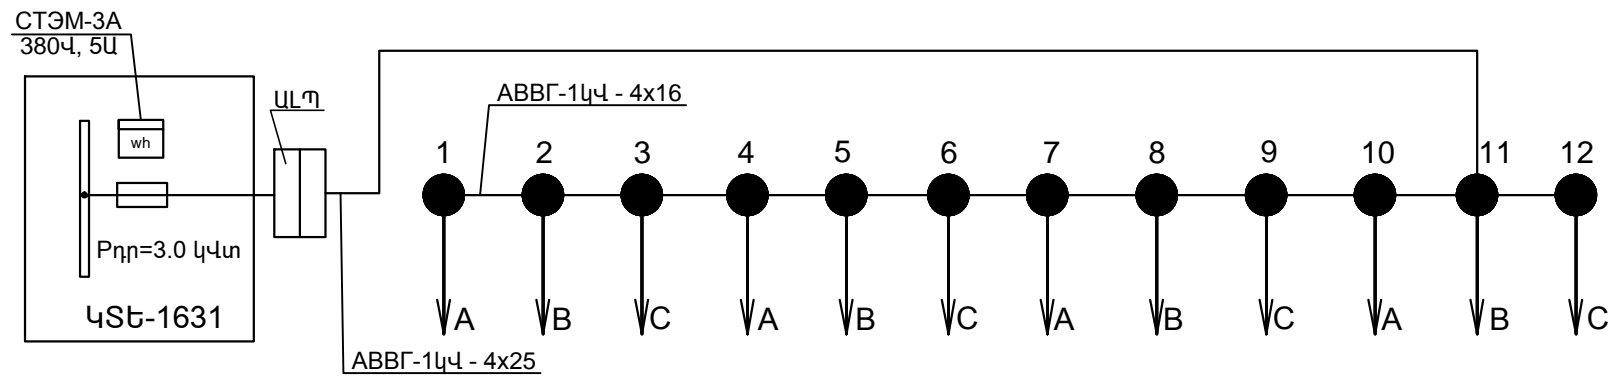 СТЭМ-3А
380Վ, 5Ա
ԱԼՊ
АВВГ-1կՎ - 4x16
wh
1 2 3 4 5 6 7 8 9 10 11 12
Pդր=3.0 կՎտ
ԿՏԵ-1631
A B C A B C A B C A B C
АВВГ-1կՎ - 4x25